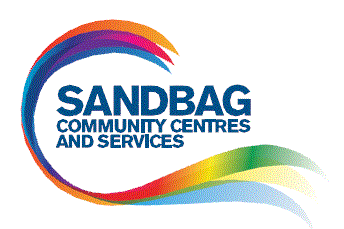 SANDBAG
COMMUNITY CENTRES
AND SERVICES